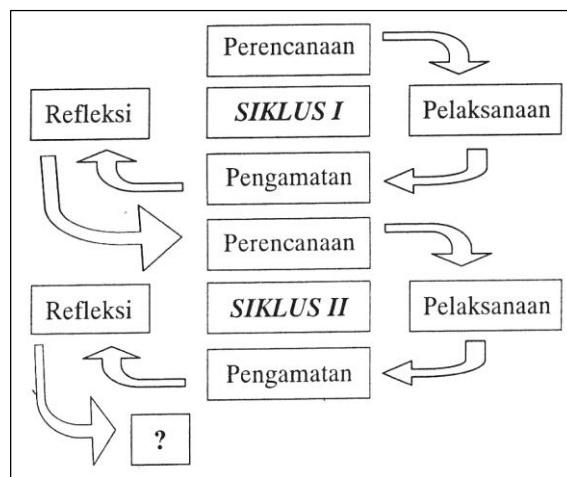 Perencanaan
Refleksi
SIKLUS I
Pelaksanaan
Pengamatan
Perencanaan
Refleksi
SIKLUS II
Pelaksanaan
Pengamatan
?